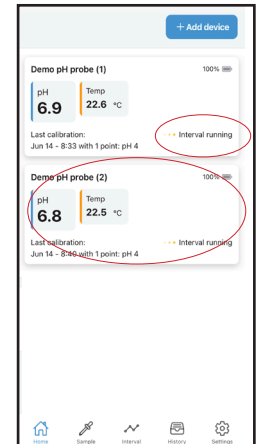 + Add device
Demo pH probe (1) 100%
pH Temp
6.9 22.6 °C
Last calibration: Interval running
Jun 14 - 8:33 with 1 point: pH 4
Demo pH probe (2) 100%
pH Temp
6.8 22.5 °C
Last calibration: Interval running
Jun 14 - 8:40 with 1 point: pH 4
Home Sample Interval History Settings